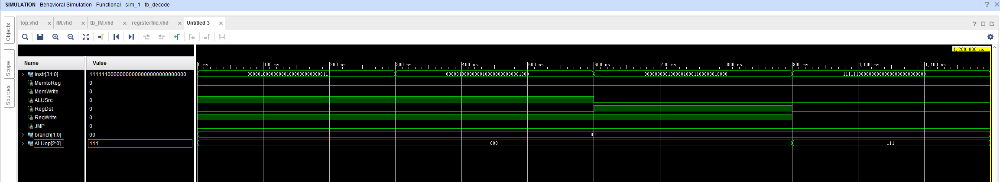 SIMULATION - Behavioral Simulation - Functional - sim_1 - tb_decode
top.vhd IM.vhd tb_IM.vhd registerfile.vhd Untitled 3
Objects
Scope
Sources
1,200.000 ns
Name Value
0 ns 100 ns 200 ns 300 ns 400 ns 500 ns 600 ns 700 ns 800 ns 900 ns 1,000 ns 1,100 ns
instr[31:0] 11111100000000000000000000000000 00000100000000010000000000000111 00000100000000100000000000001000 00000000010000010001100000010000 11111100000000000000000000000000
MemtoReg 0
MemWrite 0
ALUSrc 0
RegDst 0
RegWrite 0
JMP 0
branch[1:0] 00 00
ALUop[2:0] 111 000 111